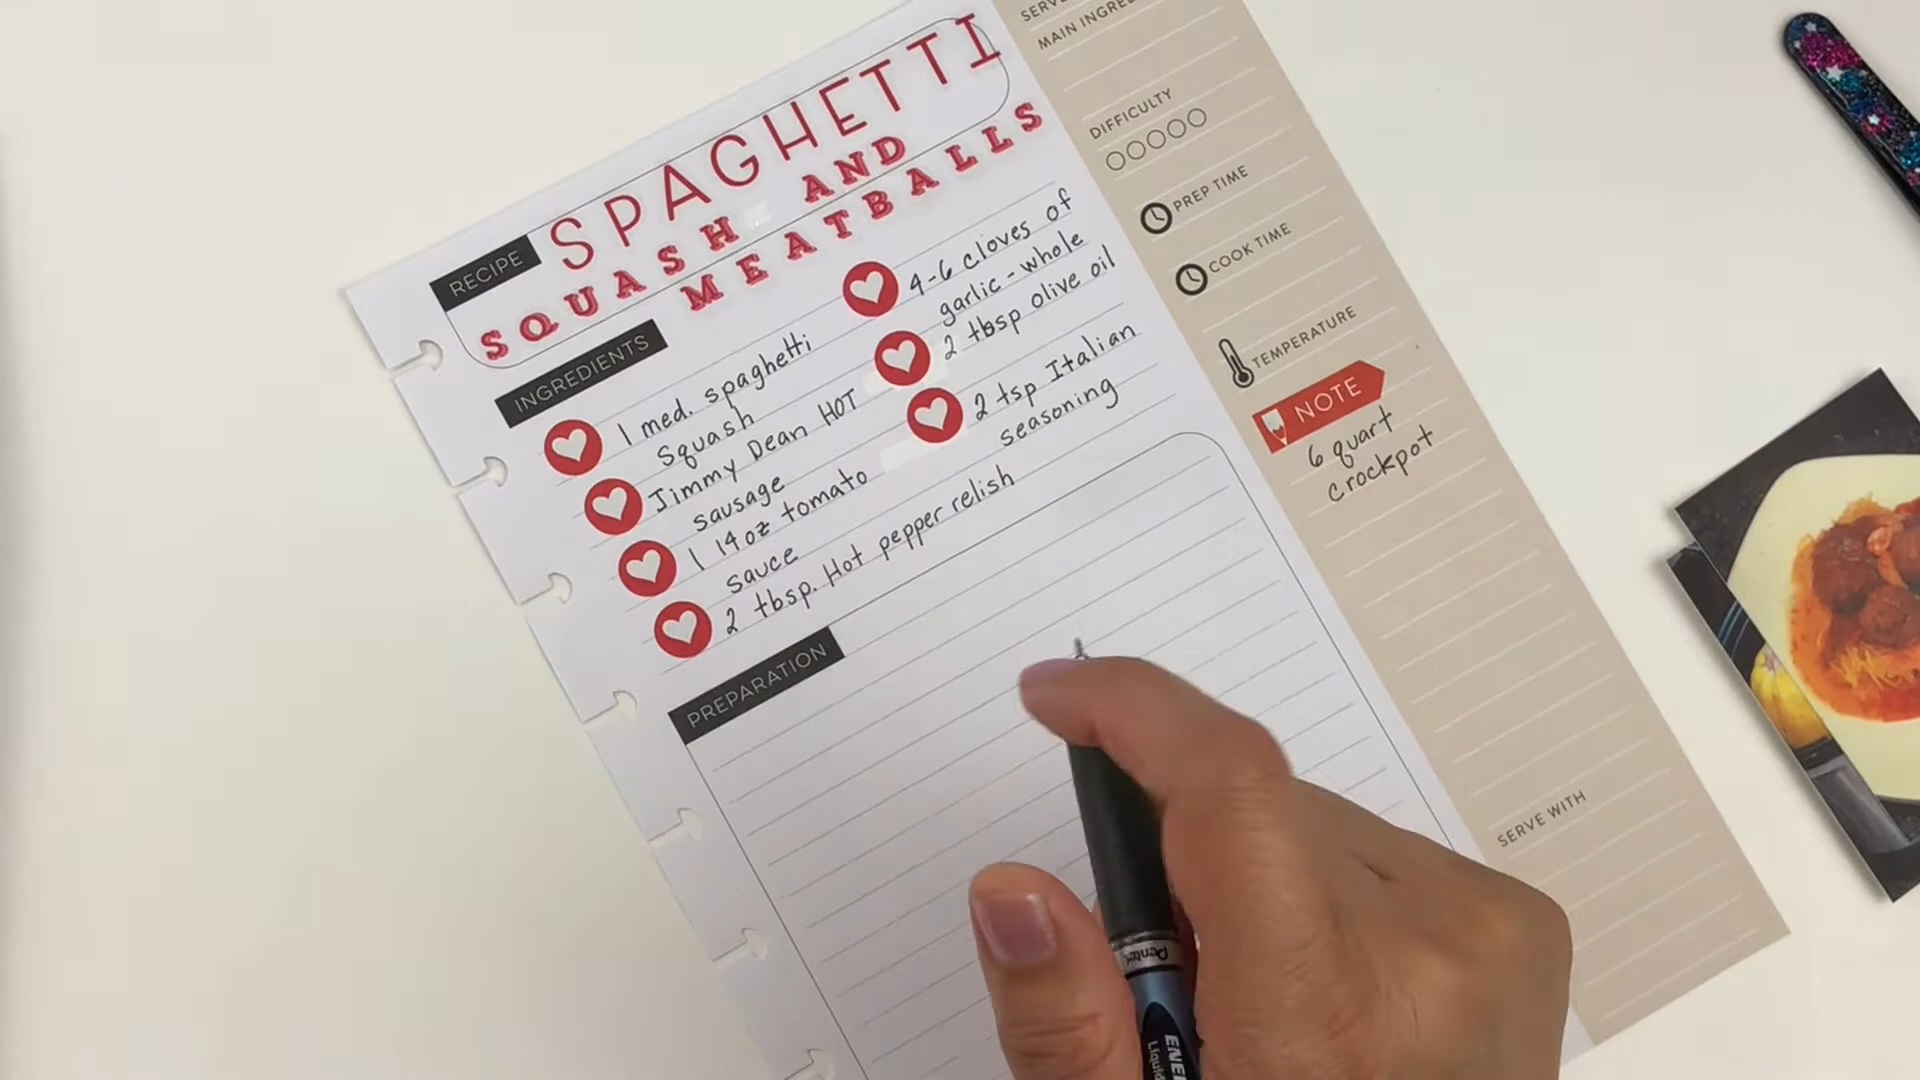 RECIPE
SPAGHETTI
SQUASH AND
MEATBALLS
INGREDIENTS
1 med. spaghetti
squash
Jimmy Dean HOT
sausage
1 14oz tomato
sauce
2 tbsp. Hot pepper relish
4-6 cloves of
garlic - whole
2 tbsp olive oil
2 tsp Italian
seasoning
PREPARATION
MAIN
DIFFICULTY
PREP TIME
COOK TIME
TEMPERATURE
NOTE
6 quart
crockpot
SERVE WITH
Pentel